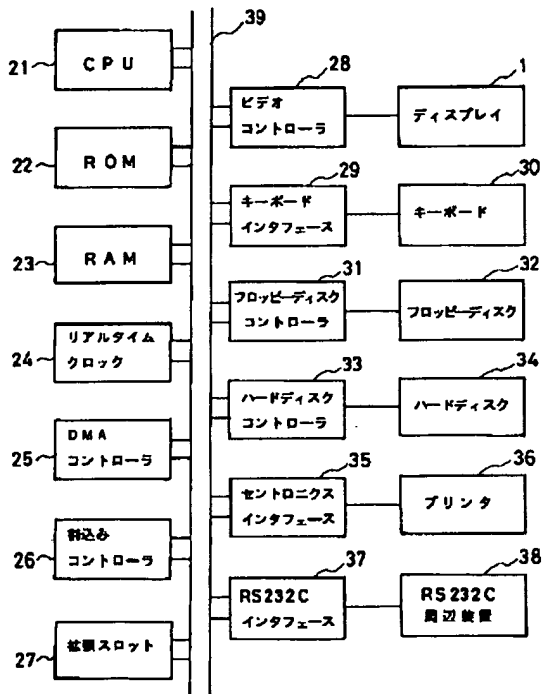 39
21
CPU
22
ROM
23
RAM
24
リアルタイム
クロック
25
DMA
コントローラ
26
割込み
コントローラ
27
拡張スロット
28
ビデオ
コントローラ
1
ディスプレイ
29
キーボード
インタフェース
30
キーボード
31
フロッピーディスク
コントローラ
32
フロッピーディスク
33
ハードディスク
コントローラ
34
ハードディスク
35
セントロニクス
インタフェース
36
プリンタ
37
RS232C
インタフェース
38
RS232C
周辺装置